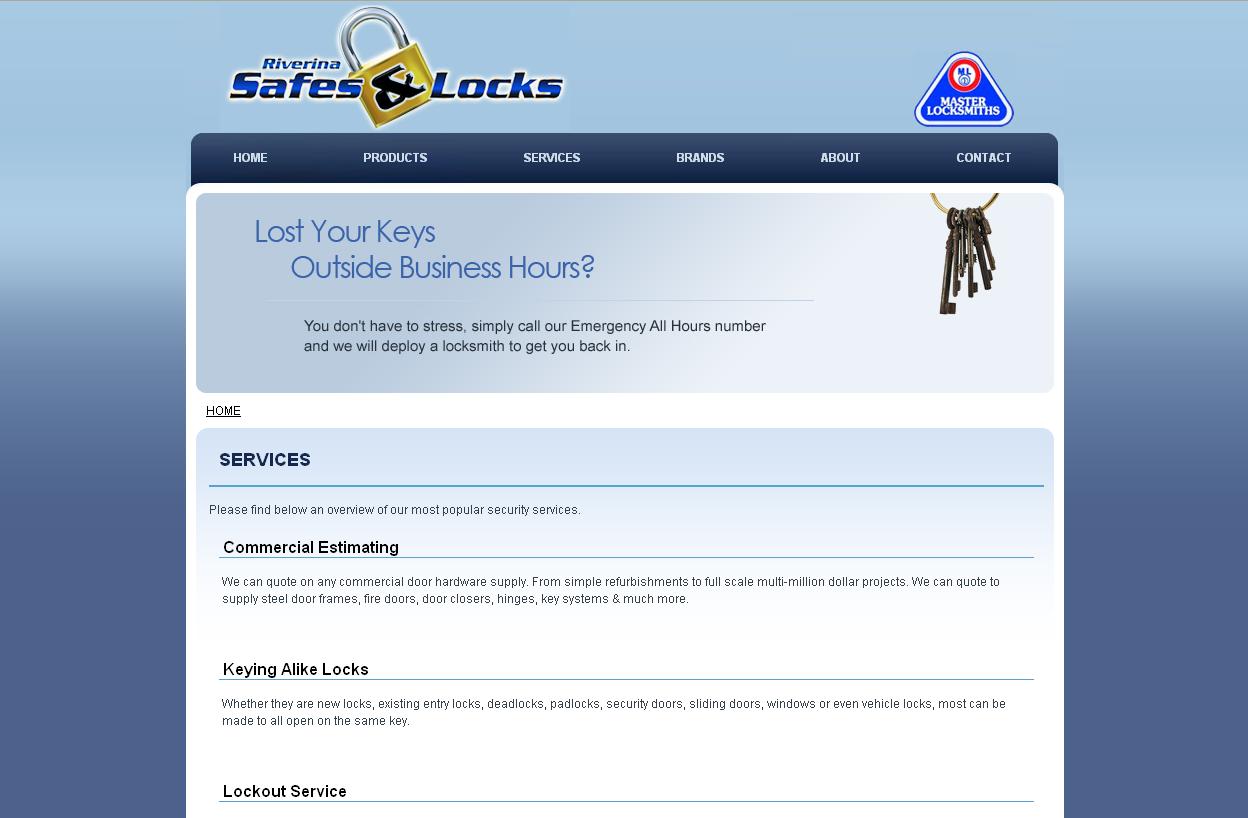 Riverina
Safes & Locks
M.L
MASTER
LOCKSMITHS
HOME PRODUCTS SERVICES BRANDS ABOUT CONTACT
Lost Your Keys
Outside Business Hours?
You don't have to stress, simply call our Emergency All Hours number
and we will deploy a locksmith to get you back in.
HOME
SERVICES
Please find below an overview of our most popular security services.
Commercial Estimating
We can quote on any commercial door hardware supply. From simple refurbishments to full scale multi-million dollar projects. We can quote to
supply steel door frames, fire doors, door closers, hinges, key systems & much more.
Keying Alike Locks
Whether they are new locks, existing entry locks, deadlocks, padlocks, security doors, sliding doors, windows or even vehicle locks, most can be
made to all open on the same key.
Lockout Service